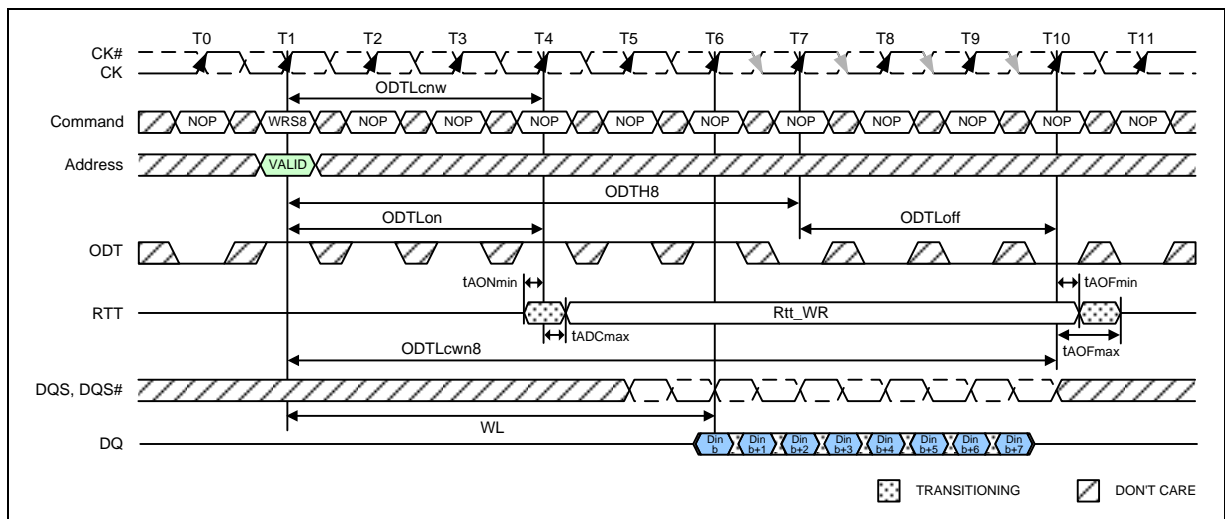 T0 T1 T2 T3 T4 T5 T6 T7 T8 T9 T10 T11
CK#
CK
ODTLcnw
Command NOP WRS8 NOP NOP NOP NOP NOP NOP NOP NOP NOP NOP
Address VALID
ODTH8
ODTLon ODTLoff
ODT
tAONmin tAOFmin
RTT Rtt_WR
tADCmax
ODTLcwn8 tAOFmax
DQS, DQS#
WL
DQ Din b Din b+1 Din b+2 Din b+3 Din b+4 Din b+5 Din b+6 Din b+7
TRANSITIONING DON'T CARE